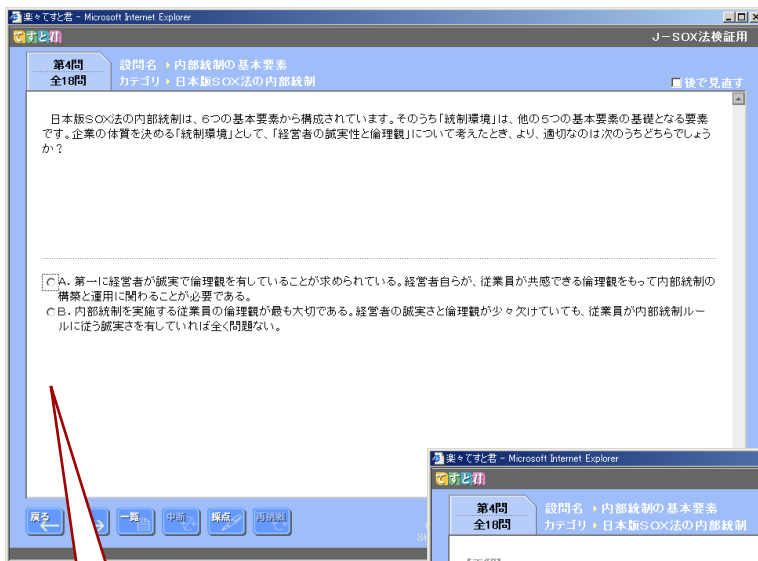 楽々てすと君 - Microsoft Internet Explorer
てすと君
J－SOX法検証用
第4問
全18問
設問名 ▸ 内部統制の基本要素
カテゴリ ▸ 日本版SOX法の内部統制
後で見直す
日本版SOX法の内部統制は、6つの基本要素から構成されています。そのうち「統制環境」は、他の5つの基本要素の基礎となる要素
です。企業の体質を決める「統制環境」として、「経営者の誠実性と倫理観」について考えたとき、より、適切なのは次のうちどちらでしょう
か？
A. 第一に経営者が誠実で倫理観を有していることが求められている。経営者自らが、従業員が共感できる倫理観をもって内部統制の
構築と運用に関わることが必要である。
B. 内部統制を実施する従業員の倫理観が最も大切である。経営者の誠実さと倫理観が少々欠けていても、従業員が内部統制ルー
ルに従う誠実さを有していれば全く問題ない。
戻る
一覧
中断
採点
再挑戦
楽々てすと君 - Microsoft Internet Explorer
てすと君
第4問
全18問
設問名 ▸ 内部統制の基本要素
カテゴリ ▸ 日本版SOX法の内部統制